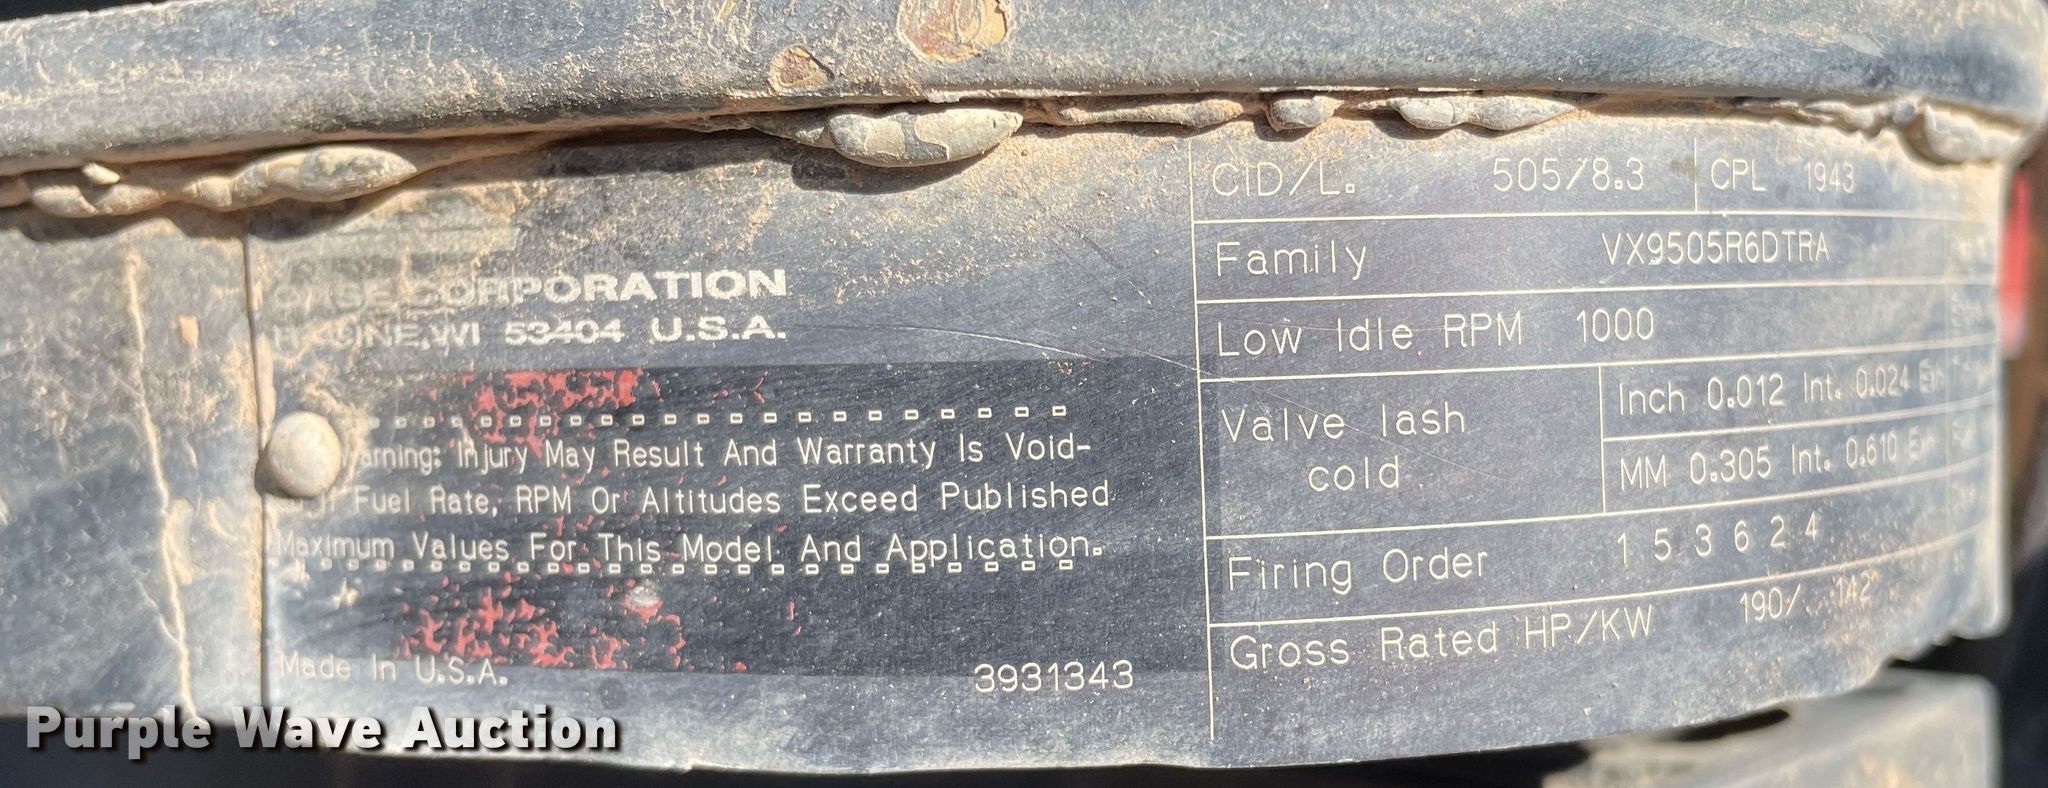 CORPORATION
53404 U.S.A.
Injury May Result And Warranty Is Void-
Fuel Rate, RPM Or Altitudes Exceed Published
Maximum Values For This Model And Application.
Made In U.S.A.
3931343
CID/L. 505/8.3 CPL 1943
Family VX9505R6DTRA
Low Idle RPM 1000
Valve lash
cold
Inch 0.012 Int. 0.024
MM 0.305 Int. 0.610
Firing Order 1 5 3 6 2 4
Gross Rated HP/KW 190/ 142
Purple Wave Auction